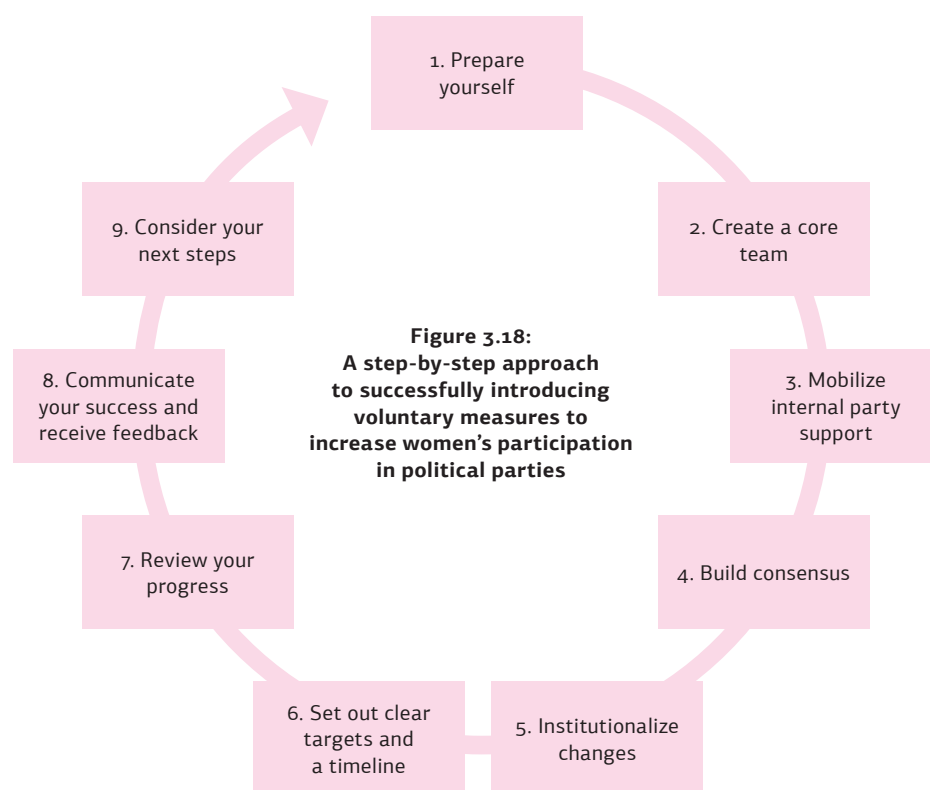 1. Prepare
yourself
2. Create a core
team
3. Mobilize
internal party
support
4. Build consensus
5. Institutionalize
changes
6. Set out clear
targets and
a timeline
7. Review your
progress
8. Communicate
your success and
receive feedback
9. Consider your
next steps
Figure 3.18:
A step-by-step approach
to successfully introducing
voluntary measures to
increase women's participation
in political parties